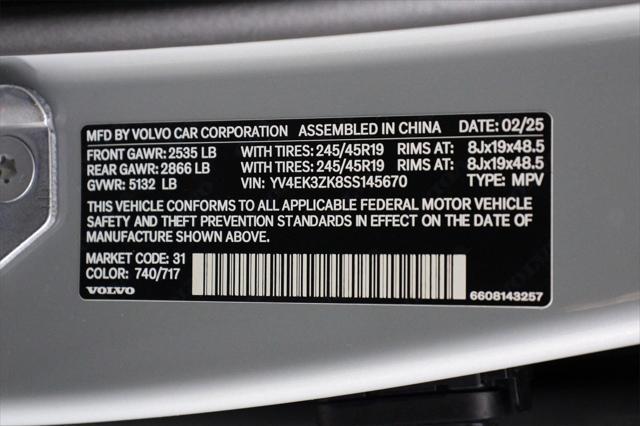 MFD BY VOLVO CAR CORPORATION ASSEMBLED IN CHINA DATE: 02/25
FRONT GAWR: 2535 LB WITH TIRES: 245/45R19 RIMS AT: 8Jx19x48.5
REAR GAWR: 2866 LB WITH TIRES: 245/45R19 RIMS AT: 8Jx19x48.5
GVWR: 5132 LB VIN: YV4EK3ZK8SS145670 TYPE: MPV
THIS VEHICLE CONFORMS TO ALL APPLICABLE FEDERAL MOTOR VEHICLE
SAFETY AND THEFT PREVENTION STANDARDS IN EFFECT ON THE DATE OF
MANUFACTURE SHOWN ABOVE.
MARKET CODE: 31
COLOR: 740/717
VOLVO 6608143257